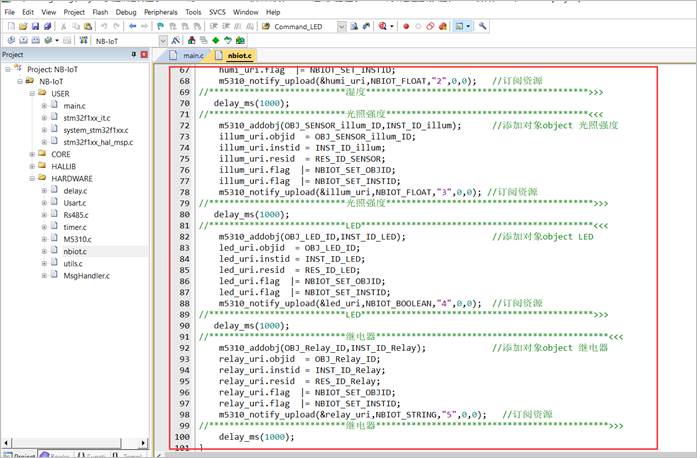 File Edit View Project Flash Debug Peripherals Tools SVCS Window Help
Command_LED
NB-IoT
Project
main.c nbiot.c
Project: NB-IoT
NB-IoT
USER
main.c
stm32f1xx_it.c
system_stm32f1xx.c
stm32f1xx_hal_msp.c
CORE
HALLIB
HARDWARE
delay.c
Usart.c
Rs485.c
timer.c
M5310.c
nbiot.c
utils.c
MsgHandler.c
67 humi_uri.flag |= NBIOT_SET_INSTID;
68 m5310_notify_upload(&humi_uri,NBIOT_FLOAT,"2",0,0); //订阅资源
69 //**************************湿度******************************************>>>
70 delay_ms(1000);
71 //**************************光照强度**************************************<<<
72 m5310_addobj(OBJ_SENSOR_illum_ID,INST_ID_illum); //添加对象object 光照强度
73 illum_uri.objid = OBJ_SENSOR_illum_ID;
74 illum_uri.instid = INST_ID_illum;
75 illum_uri.resid = RES_ID_SENSOR;
76 illum_uri.flag |= NBIOT_SET_OBJID;
77 illum_uri.flag |= NBIOT_SET_INSTID;
78 m5310_notify_upload(&illum_uri,NBIOT_FLOAT,"3",0,0); //订阅资源
79 //**************************光照强度**************************************>>>
80 delay_ms(1000);
81 //**************************LED********************************************<<<
82 m5310_addobj(OBJ_LED_ID,INST_ID_LED); //添加对象object LED
83 led_uri.objid = OBJ_LED_ID;
84 led_uri.instid = INST_ID_LED;
85 led_uri.resid = RES_ID_LED;
86 led_uri.flag |= NBIOT_SET_OBJID;
87 led_uri.flag |= NBIOT_SET_INSTID;
88 m5310_notify_upload(&led_uri,NBIOT_BOOLEAN,"4",0,0); //订阅资源
89 //**************************LED********************************************>>>
90 delay_ms(1000);
91 //**************************继电器********************************************<<<
92 m5310_addobj(OBJ_Relay_ID,INST_ID_Relay); //添加对象object 继电器
93 relay_uri.objid = OBJ_Relay_ID;
94 relay_uri.instid = INST_ID_Relay;
95 relay_uri.resid = RES_ID_Relay;
96 relay_uri.flag |= NBIOT_SET_OBJID;
97 relay_uri.flag |= NBIOT_SET_INSTID;
98 m5310_notify_upload(&relay_uri,NBIOT_STRING,"5",0,0); //订阅资源
99 //**************************继电器********************************************>>>
100 delay_ms(1000);
101 }
Project